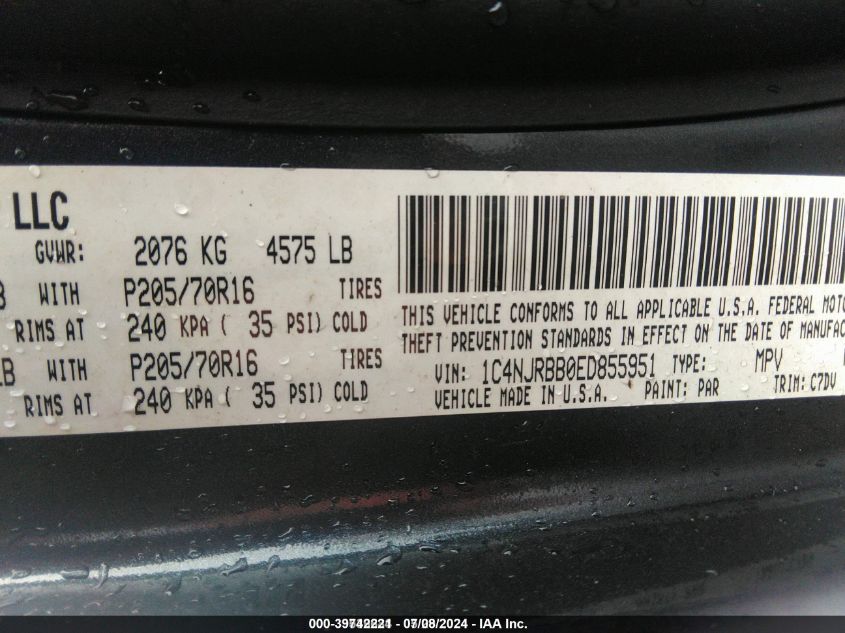 LLC
GVWR: 2076 KG 4575 LB
B WITH P205/70R16 TIRES
RIMS AT 240 KPA ( 35 PSI) COLD
LB WITH P205/70R16 TIRES
RIMS AT 240 KPA ( 35 PSI) COLD
THIS VEHICLE CONFORMS TO ALL APPLICABLE U.S.A. FEDERAL MOTO
THEFT PREVENTION STANDARDS IN EFFECT ON THE DATE OF MANUFAC
VIN: 1C4NJRBB0ED855951 TYPE: MPV
VEHICLE MADE IN U.S.A. PAINT: PAR TRIM: C7DV
07/08/2024 - IAA Inc.